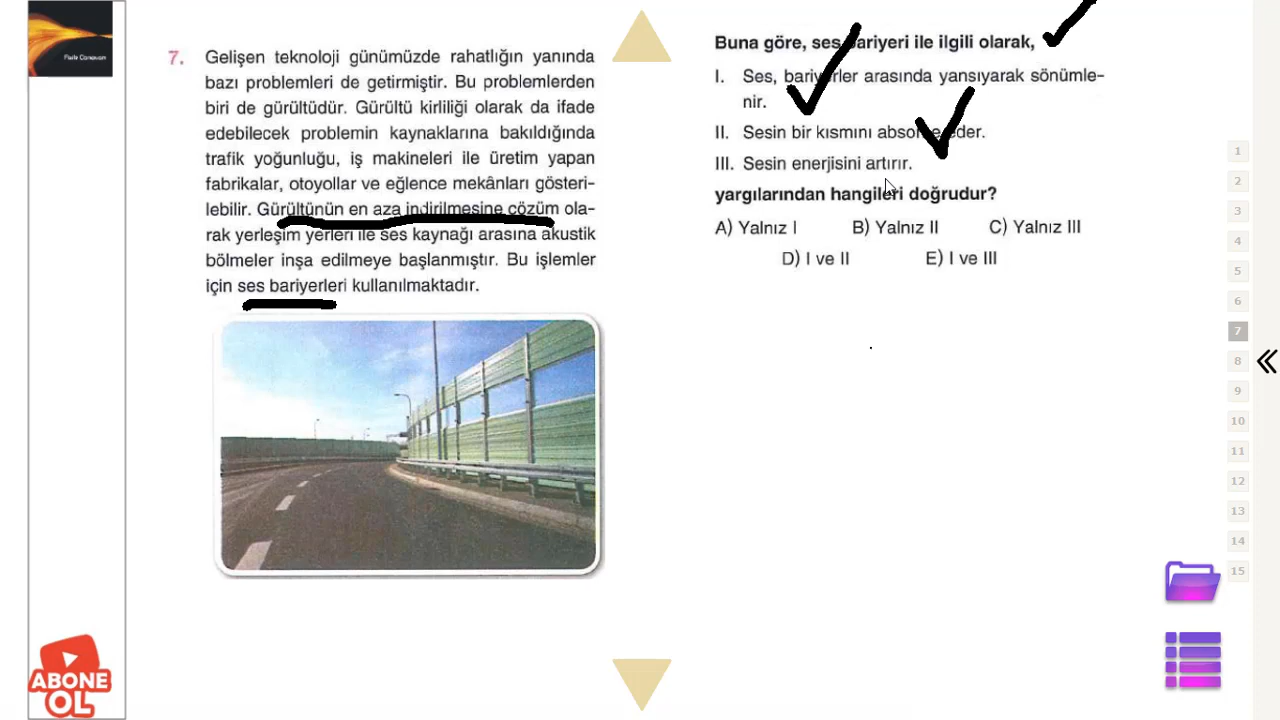 Fizik Canavarı
7. Gelişen teknoloji günümüzde rahatlığın yanında
bazı problemleri de getirmiştir. Bu problemlerden
biri de gürültüdür. Gürültü kirliliği olarak da ifade
edebilecek problemin kaynaklarına bakıldığında
trafik yoğunluğu, iş makineleri ile üretim yapan
fabrikalar, otoyollar ve eğlence mekânları gösteri-
lebilir. Gürültünün en aza indirilmesine çözüm ola-
rak yerleşim yerleri ile ses kaynağı arasına akustik
bölmeler inşa edilmeye başlanmıştır. Bu işlemler
için ses bariyerleri kullanılmaktadır.
Buna göre, ses bariyeri ile ilgili olarak,
I. Ses, bariyerler arasında yansıyarak sönümle-
nir.
II. Sesin bir kısmını absorbe eder.
III. Sesin enerjisini artırır.
yargılarından hangileri doğrudur?
A) Yalnız I B) Yalnız II C) Yalnız III
D) I ve II E) I ve III
1
2
3
4
5
6
7
8
9
10
11
12
13
14
15
ABONE
OL